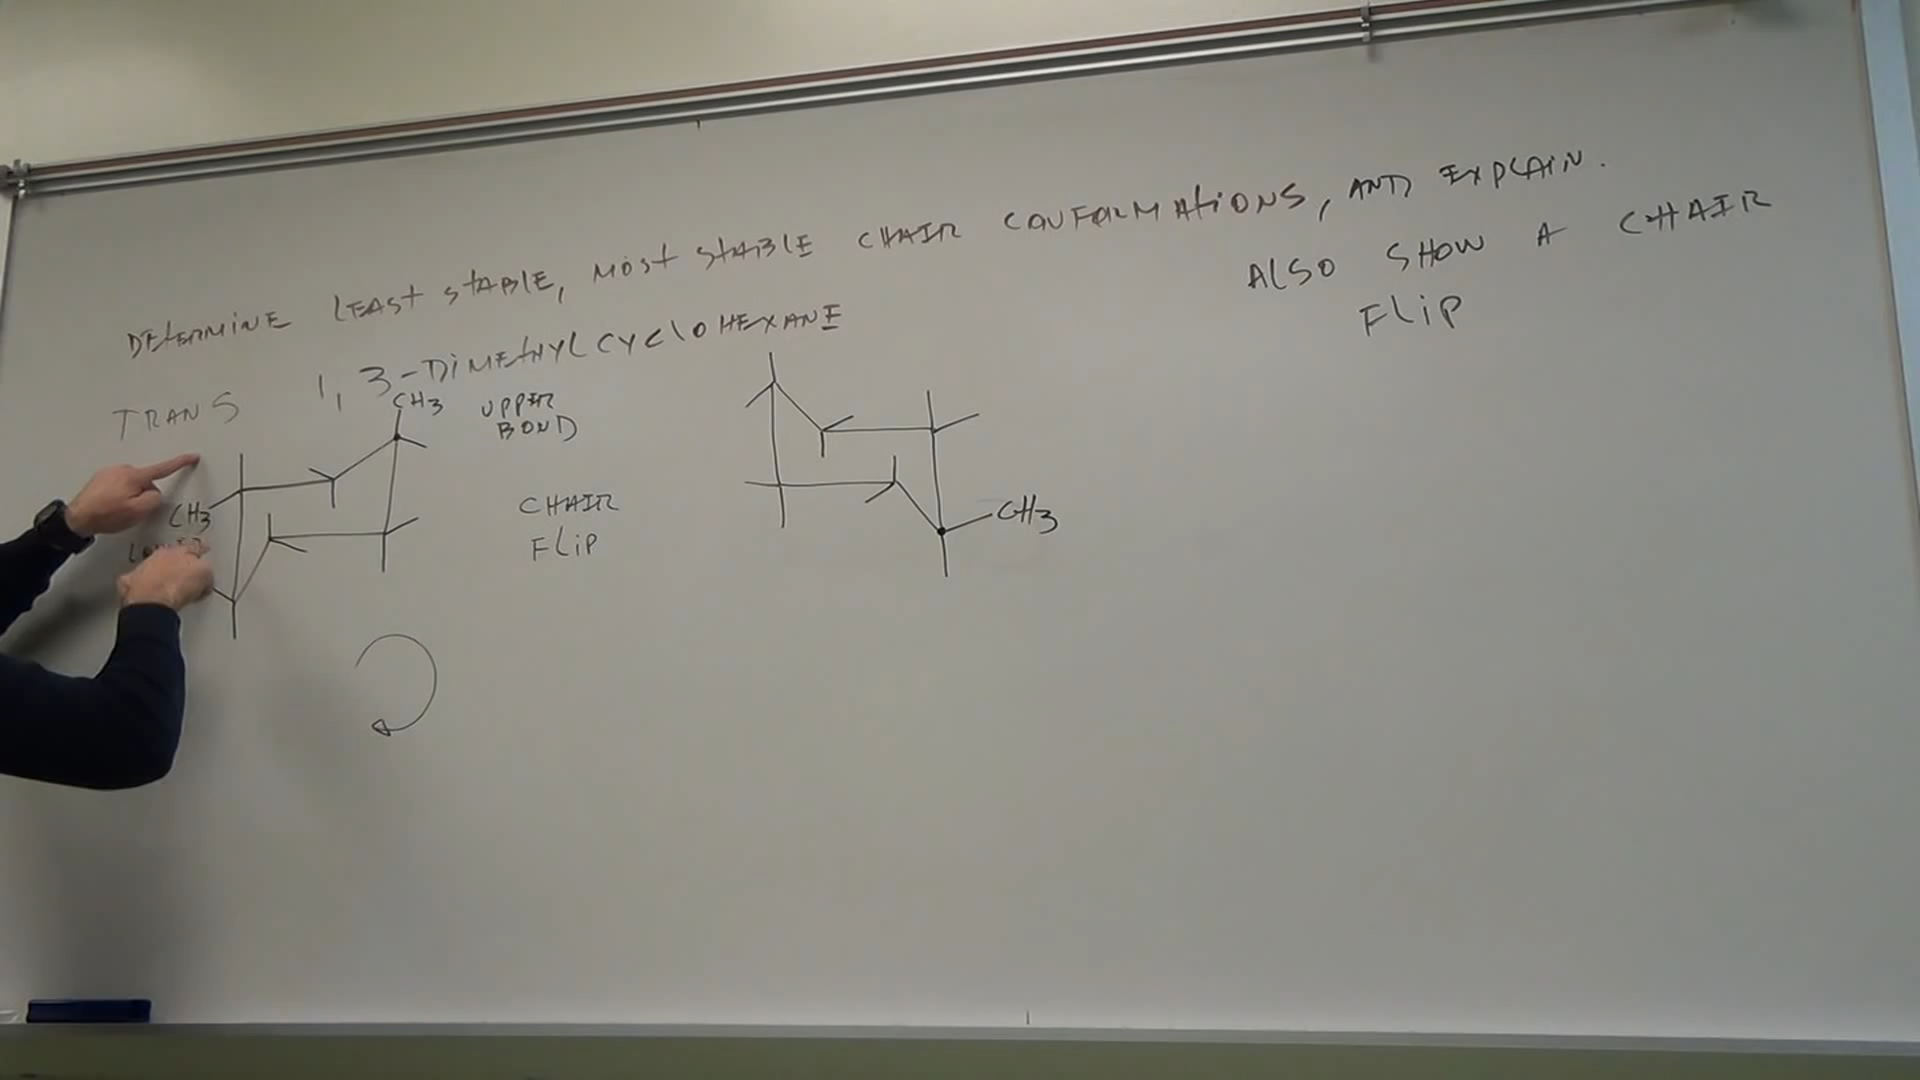 DETERMINE LEAST STABLE, MOST STABLE CHAIR CONFORMATIONS, AND EXPLAIN.
ALSO SHOW A CHAIR
FLIP
TRANS 1,3-DIMETHYLCYCLOHEXANE
CH3 UPPER
BOND
CH3
CHAIR
FLIP
CH3